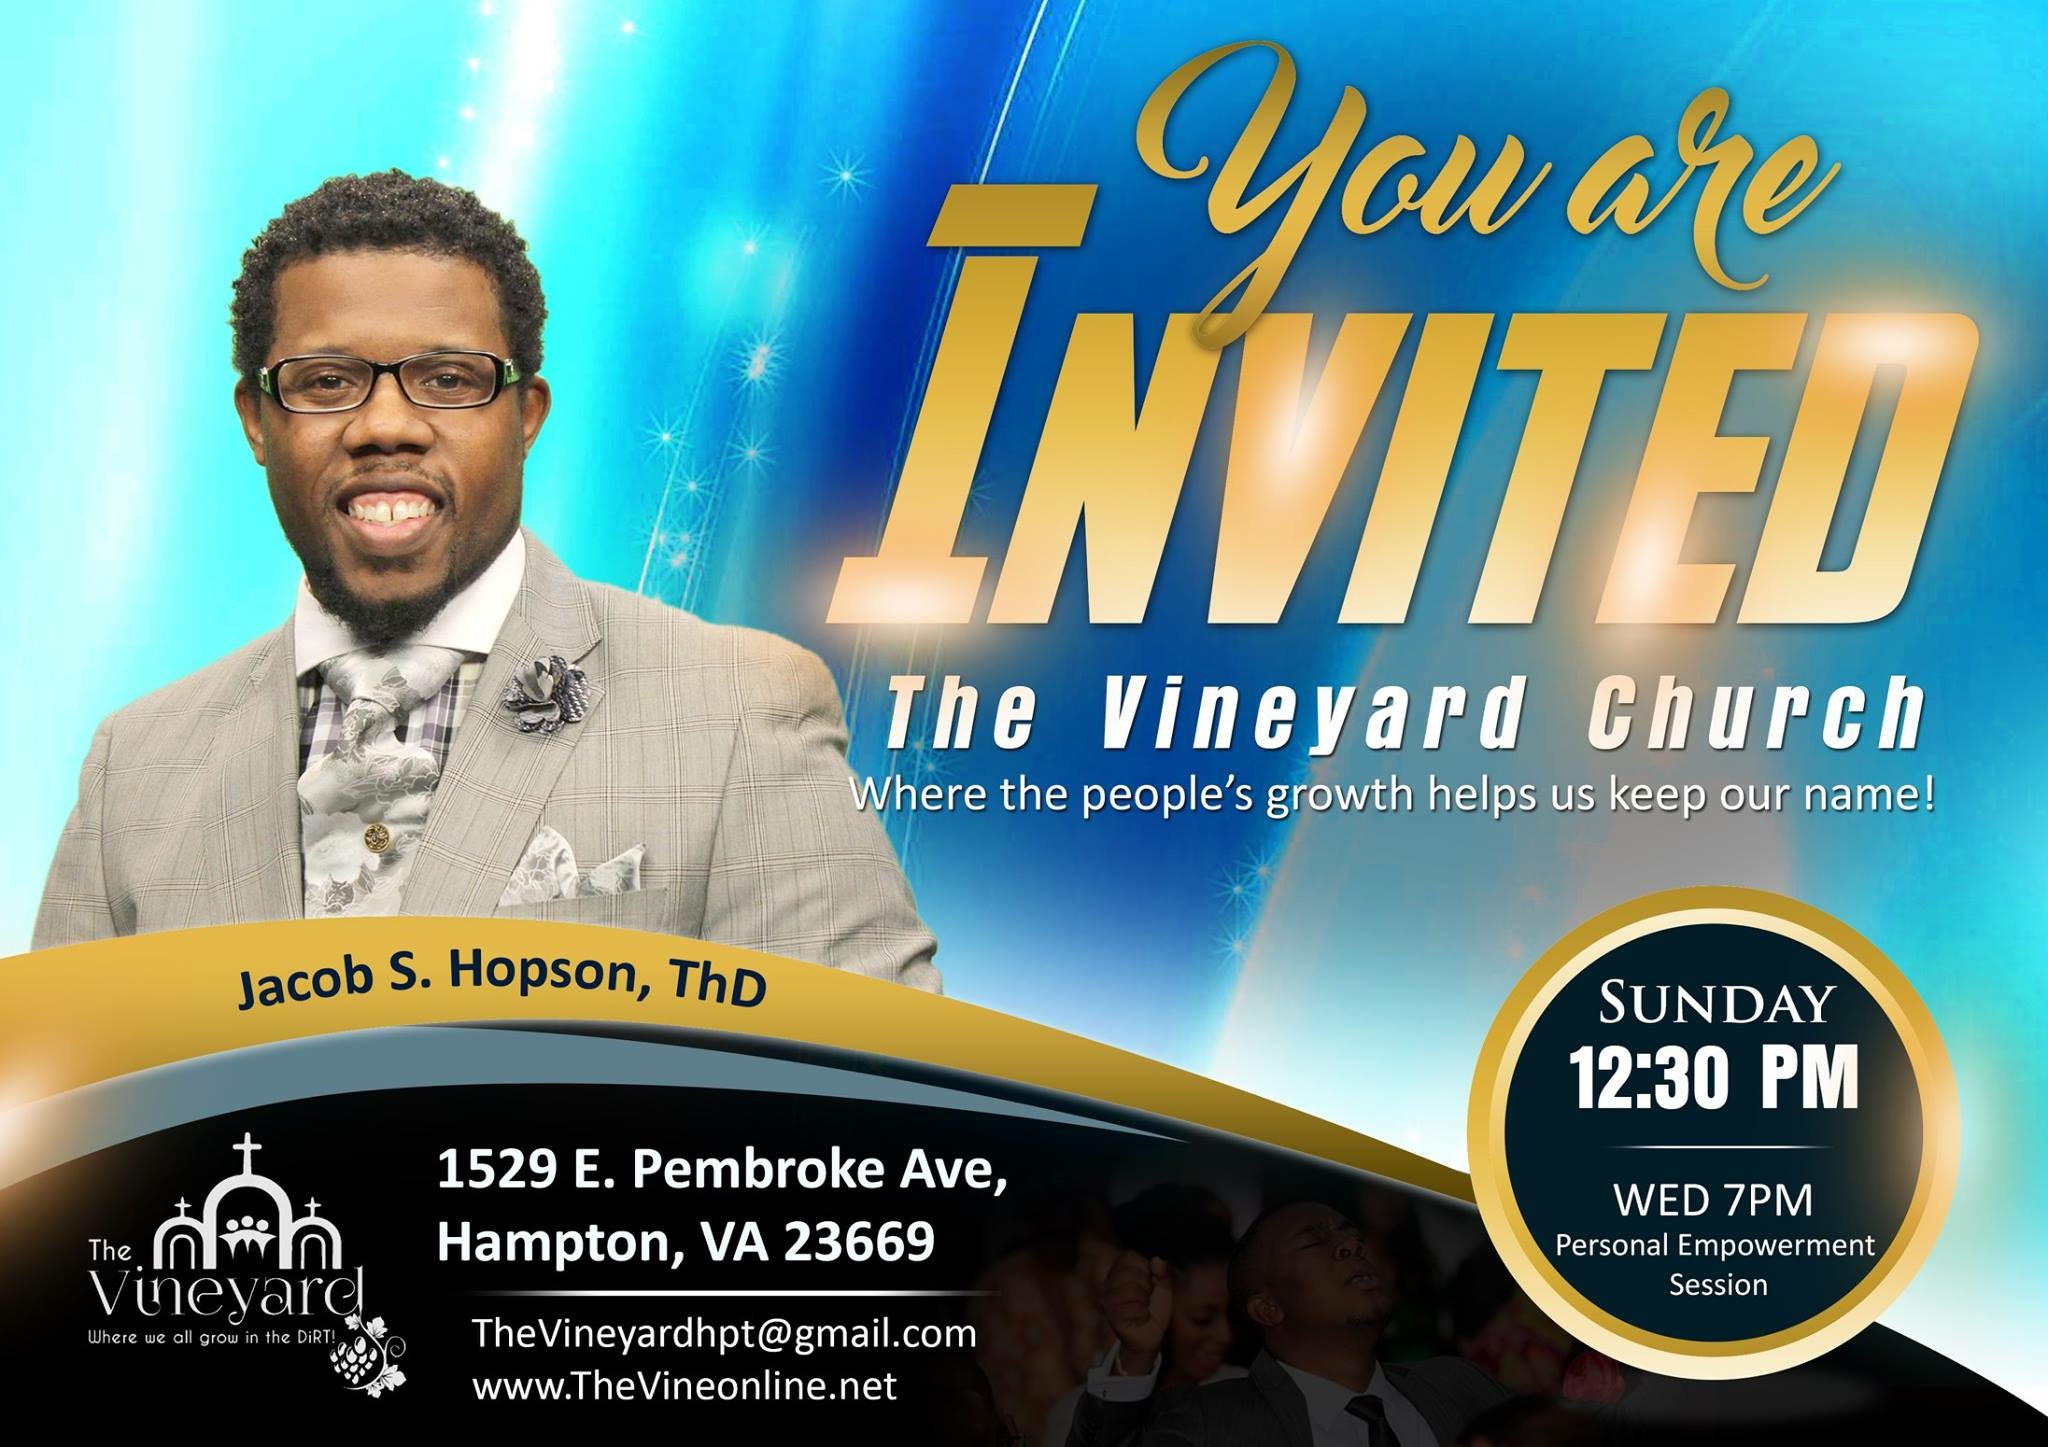 You are
INVITED
The Vineyard Church
Where the people's growth helps us keep our name!
Jacob S. Hopson, ThD
SUNDAY
12:30 PM
WED 7PM
Personal Empowerment
Session
The
Vineyard
Where we all grow in the DiRT!
1529 E. Pembroke Ave,
Hampton, VA 23669
TheVineyardhpt@gmail.com
www.TheVineonline.net